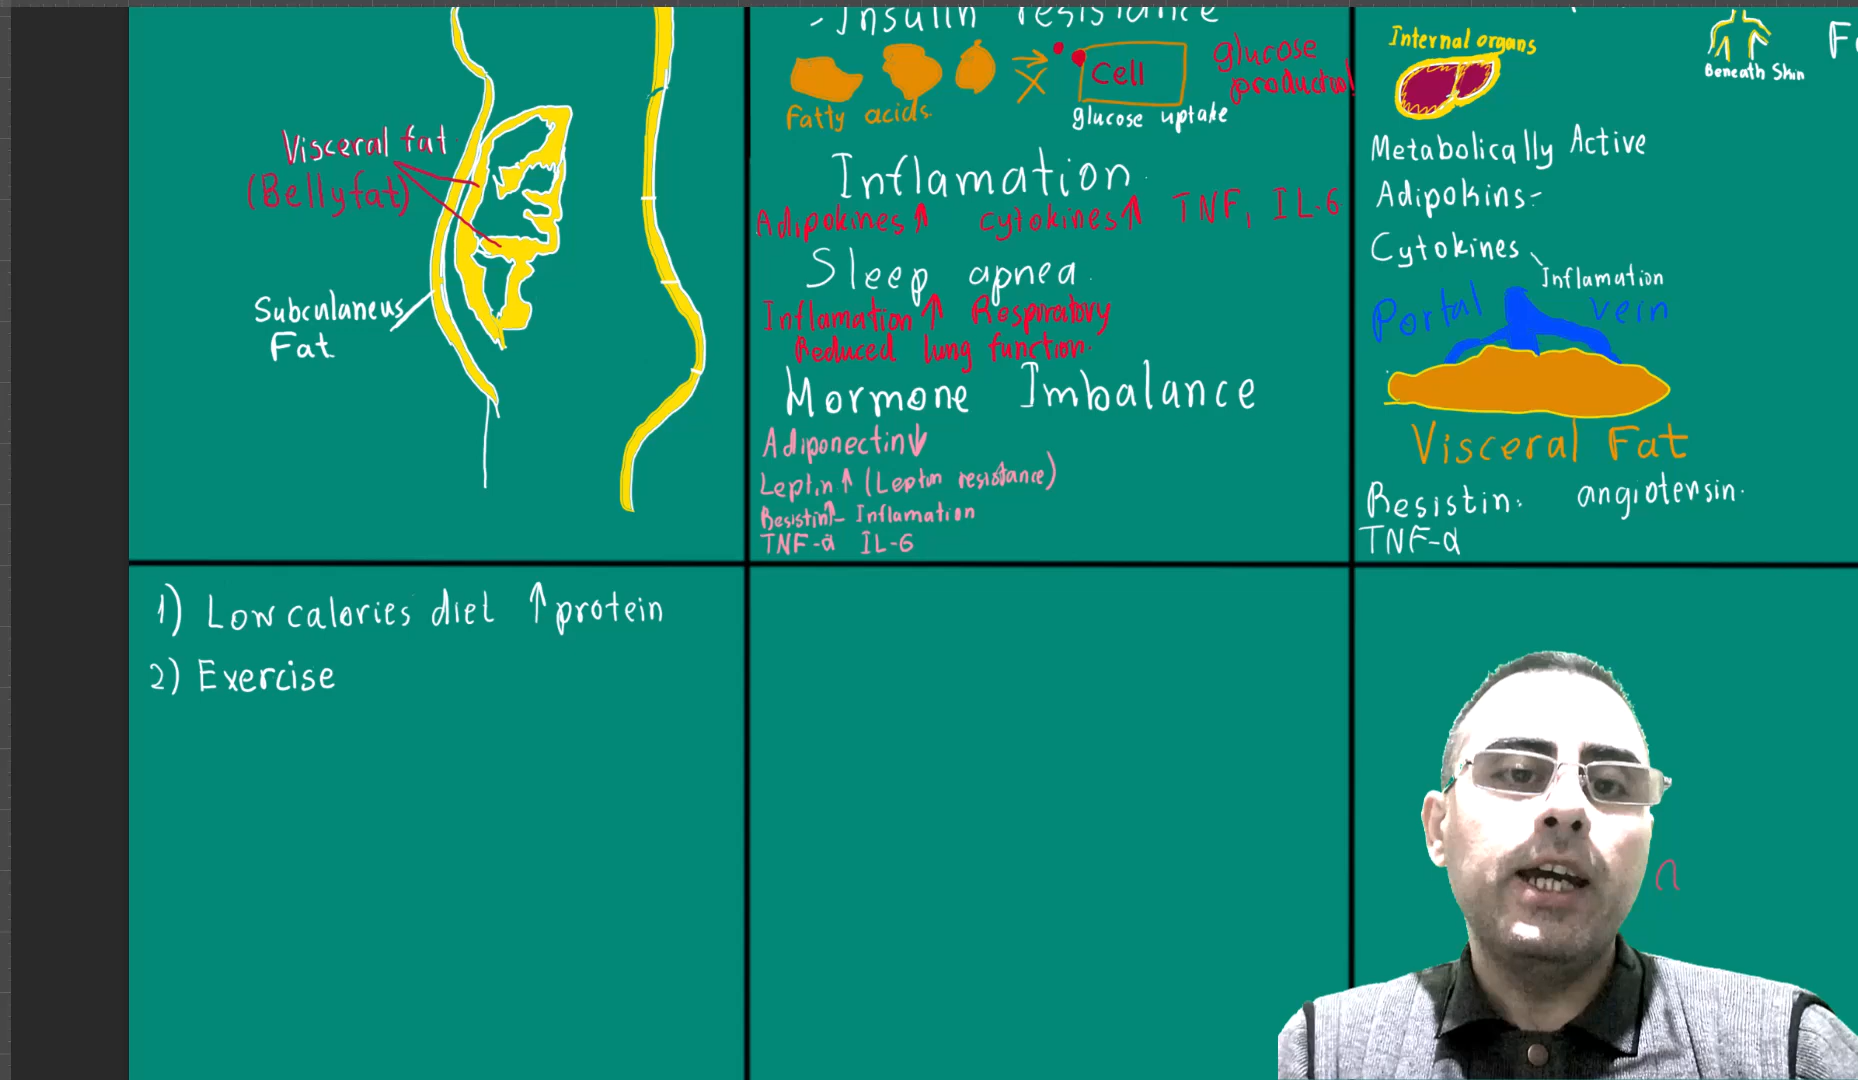 Visceral fat
(Bellyfat)
Subculaneus
Fat
- Insulin resistance
Cell
glucose
Fatty acids.
glucose uptake
Inflamation
Adipokines↑ cytokines↑ TNF, IL-6
Sleep apnea.
Inflamation ↑ Respiratory
Reduced lung function.
Hormone Imbalance
Adiponectin↓
Leptin ↑ (Leptin resistance)
Resistin↑- Inflamation
TNF-α IL-6
Internal organs
Beneath Skin
Metabolically Active
Adipokins:-
Cytokines
Inflamation
Portal vein
Visceral Fat
Resistin. angiotensin.
TNF-α
1) Low calories diet ↑ protein
2) Exercise